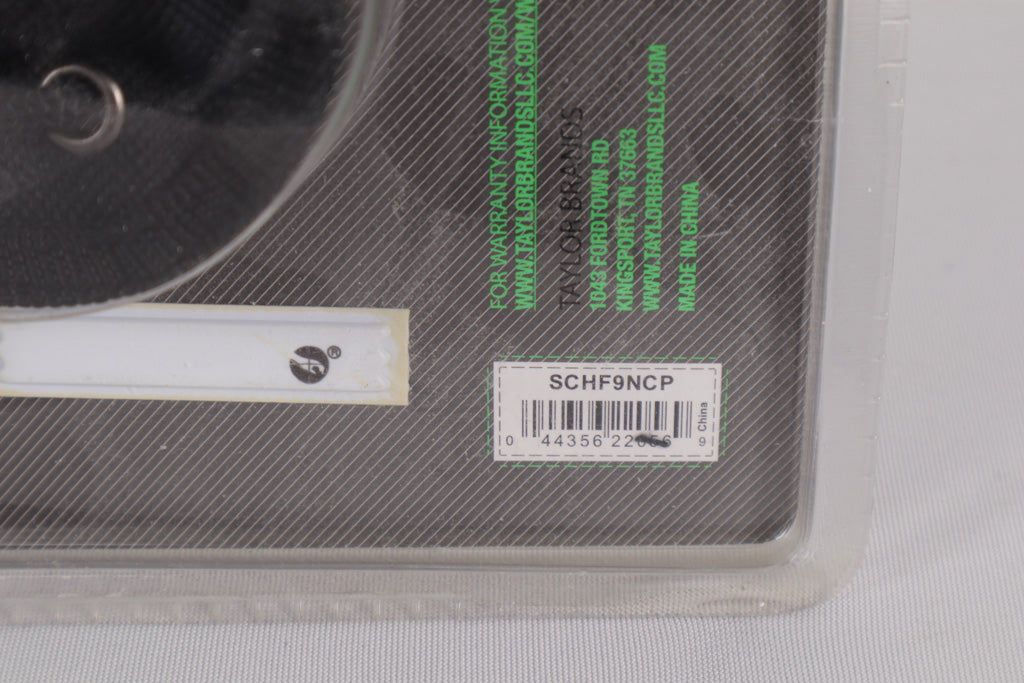 FOR WARRANTY INFORMATION
WWW.TAYLORBRANDSLLC.COM/W
TAYLOR BRANDS
1043 FORDTOWN RD
KINGSPORT, TN 37663
WWW.TAYLORBRANDSLLC.COM
MADE IN CHINA
®
SCHF9NCP
China
0 44356 22056 9